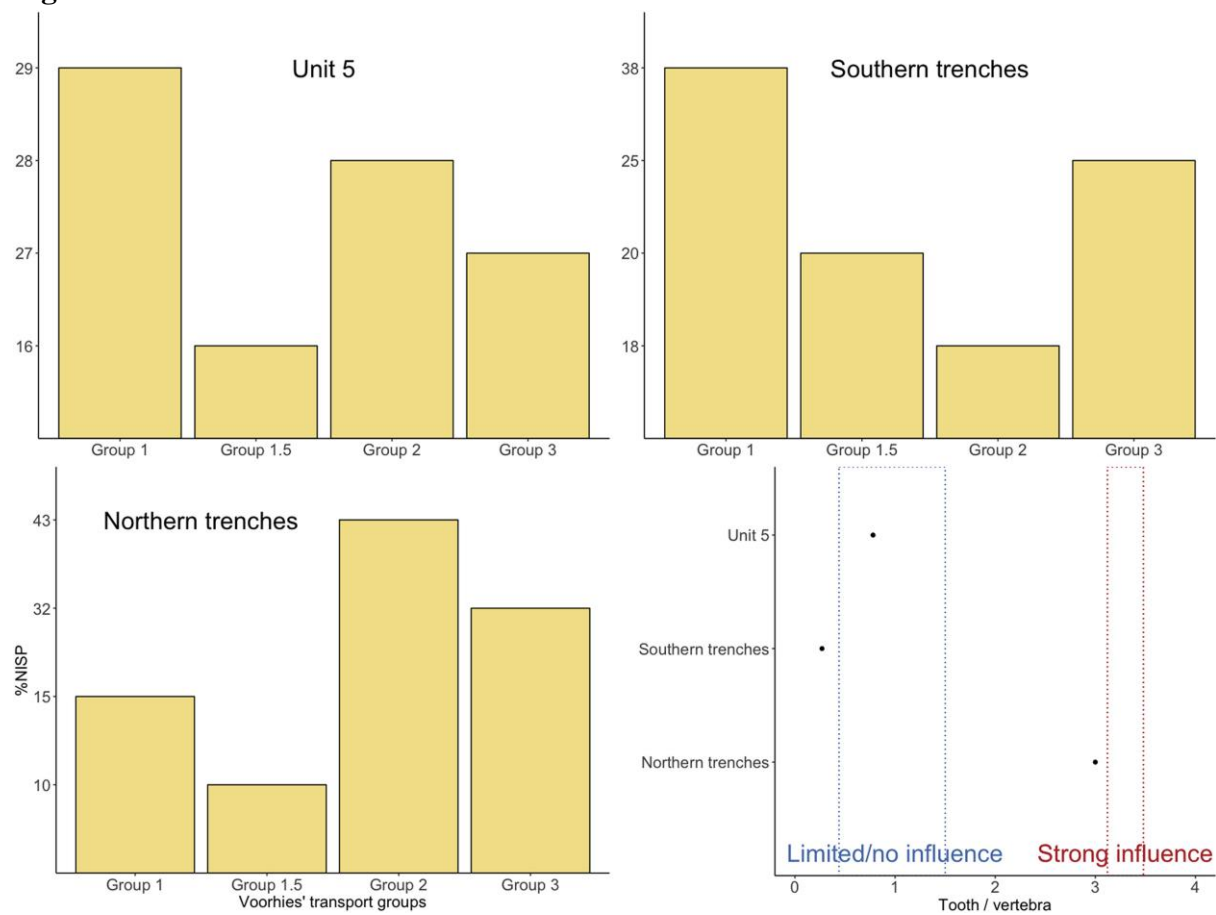 Unit 5
29
28
27
16
Group 1 Group 1.5 Group 2 Group 3
Southern trenches
38
25
20
18
Group 1 Group 1.5 Group 2 Group 3
Northern trenches
43
32
15
10
%NISP
Group 1 Group 1.5 Group 2 Group 3
Voorhies' transport groups
Unit 5
Southern trenches
Northern trenches
Limited/no influence Strong influence
0 1 2 3 4
Tooth / vertebra